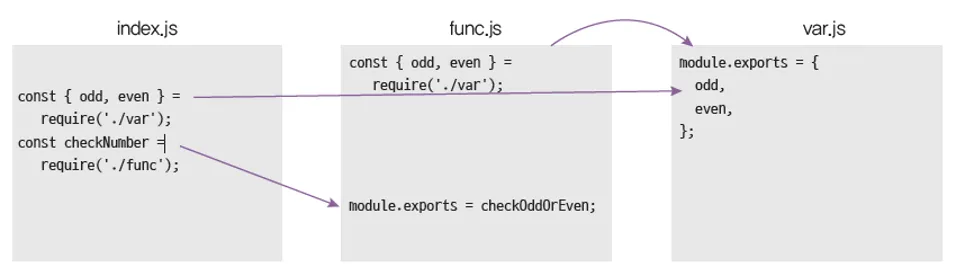 index.js
const { odd, even } =
require('./var');
const checkNumber =
require('./func');
func.js
const { odd, even } =
require('./var');
module.exports = checkOddOrEven;
var.js
module.exports = {
odd,
even,
};